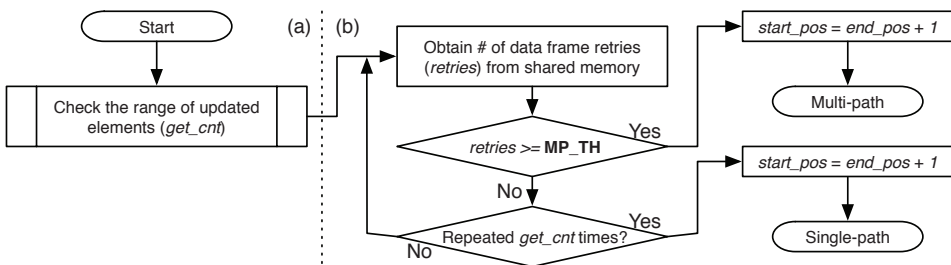 Start
(a)
Check the range of updated
elements (get_cnt)
(b)
Obtain # of data frame retries
(retries) from shared memory
retries >= MP_TH
Yes
No
Repeated get_cnt times?
Yes
No
start_pos = end_pos + 1
Multi-path
start_pos = end_pos + 1
Single-path